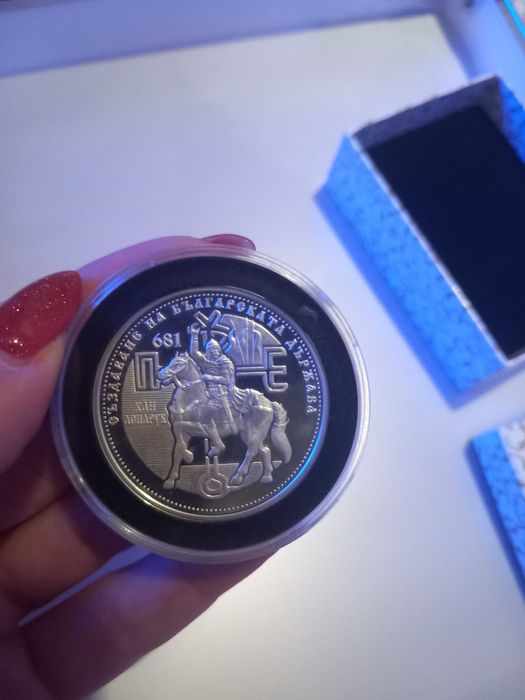 СЪЗДАВАНЕ НА БЪЛГАРСКАТА ДЪРЖАВА
681
ХАН
АСПАРУХ